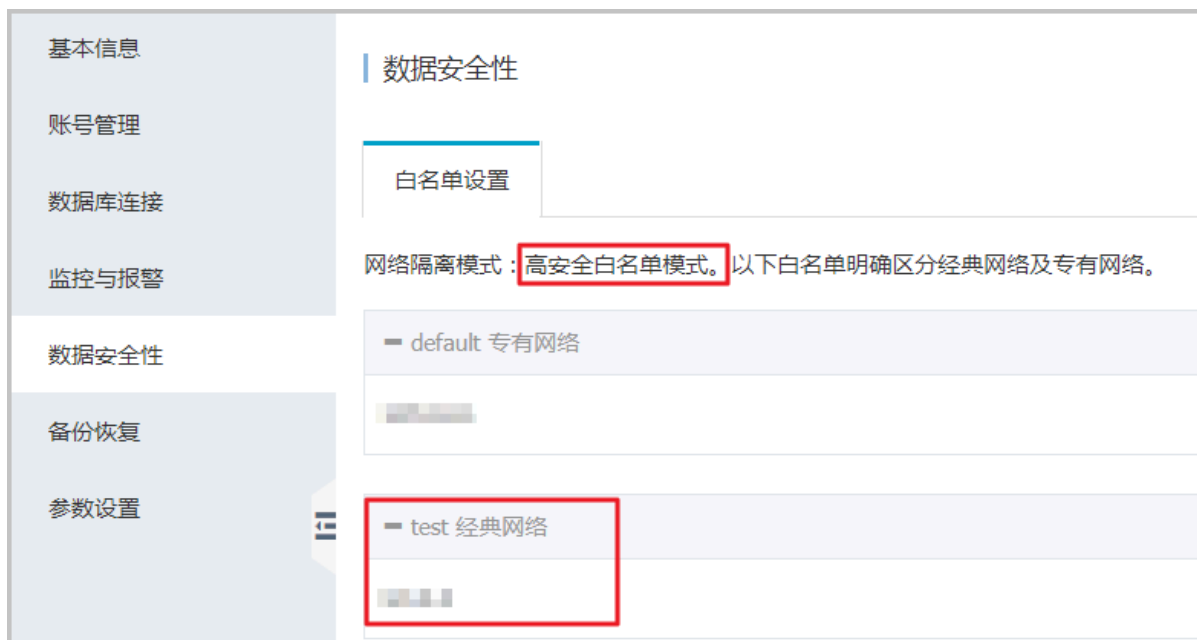 基本信息
账号管理
数据库连接
监控与报警
数据安全性
备份恢复
参数设置
数据安全性
白名单设置
网络隔离模式：高安全白名单模式。以下白名单明确区分经典网络及专有网络。
default 专有网络
test 经典网络